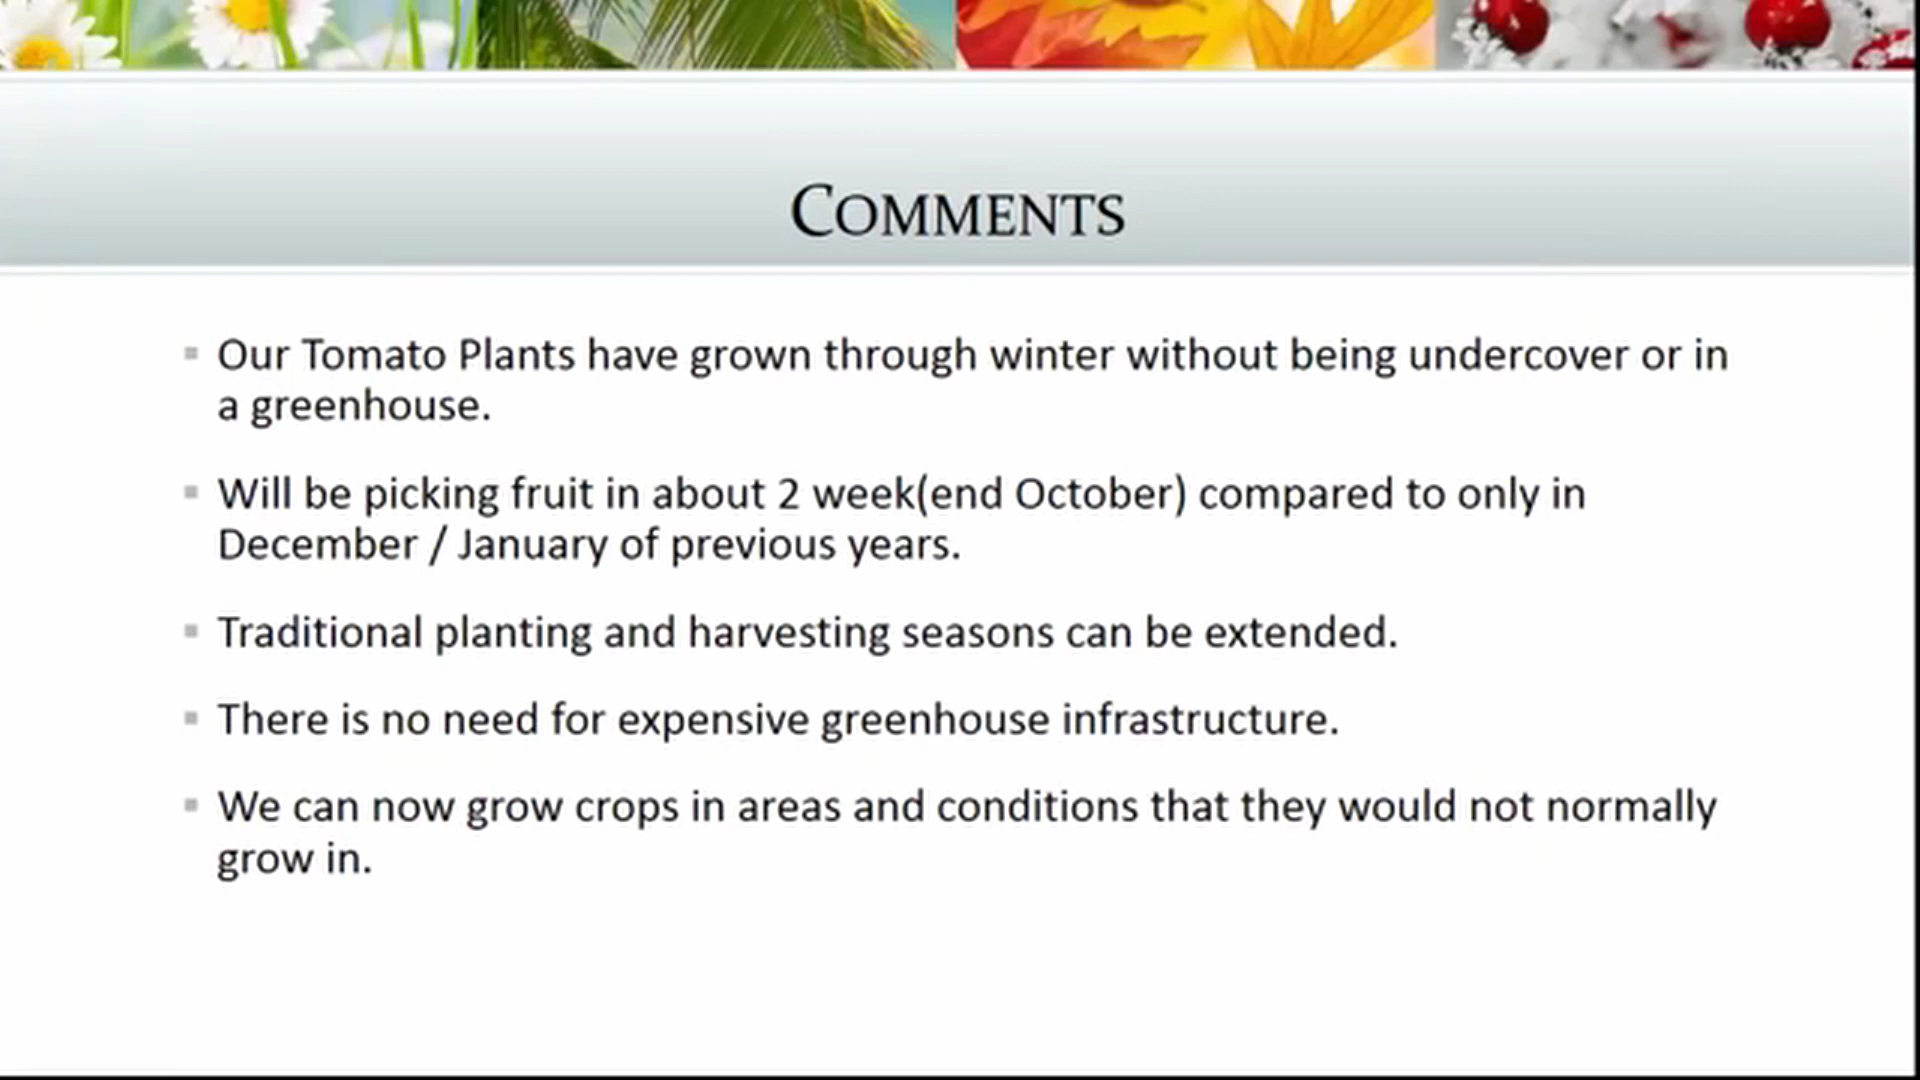 COMMENTS
Our Tomato Plants have grown through winter without being undercover or in
a greenhouse.
Will be picking fruit in about 2 week(end October) compared to only in
December / January of previous years.
Traditional planting and harvesting seasons can be extended.
There is no need for expensive greenhouse infrastructure.
We can now grow crops in areas and conditions that they would not normally
grow in.